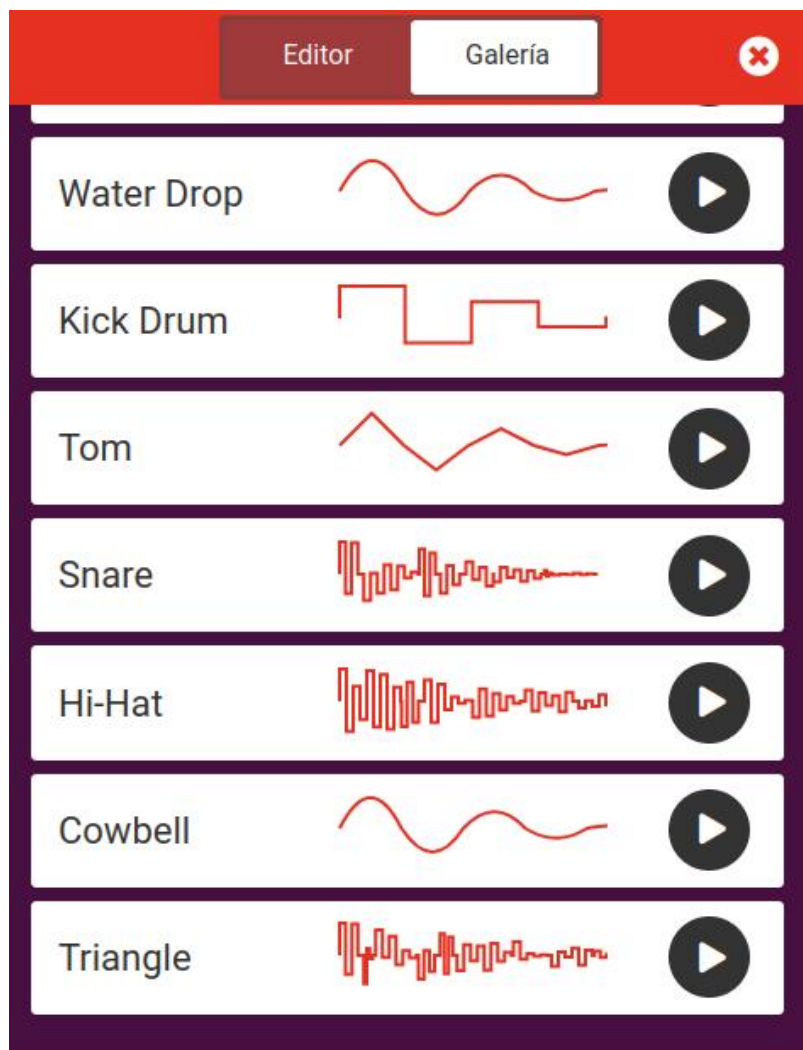 Editor
Galería
Water Drop
Kick Drum
Tom
Snare
Hi-Hat
Cowbell
Triangle